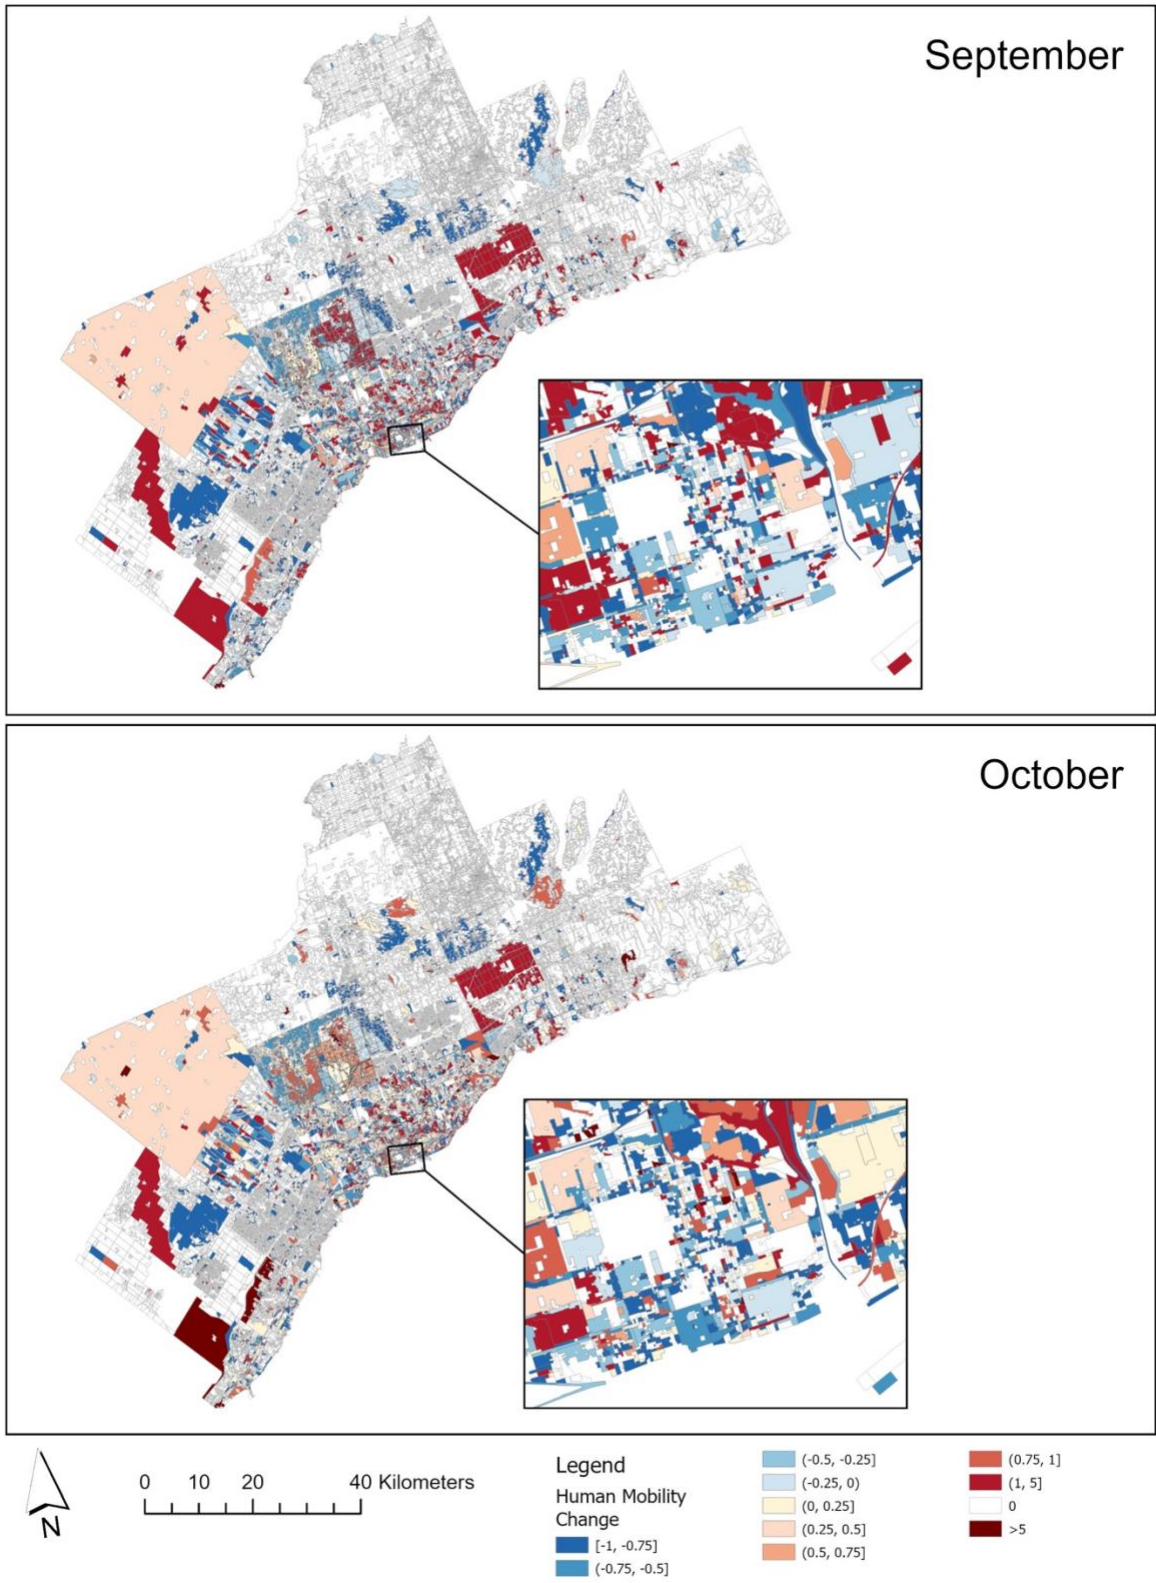 September
October
N
0 10 20 40 Kilometers
Legend
Human Mobility
Change
[-1, -0.75]
(-0.75, -0.5]
(-0.5, -0.25]
(-0.25, 0)
(0, 0.25]
(0.25, 0.5]
(0.5, 0.75]
(0.75, 1]
(1, 5]
0
>5